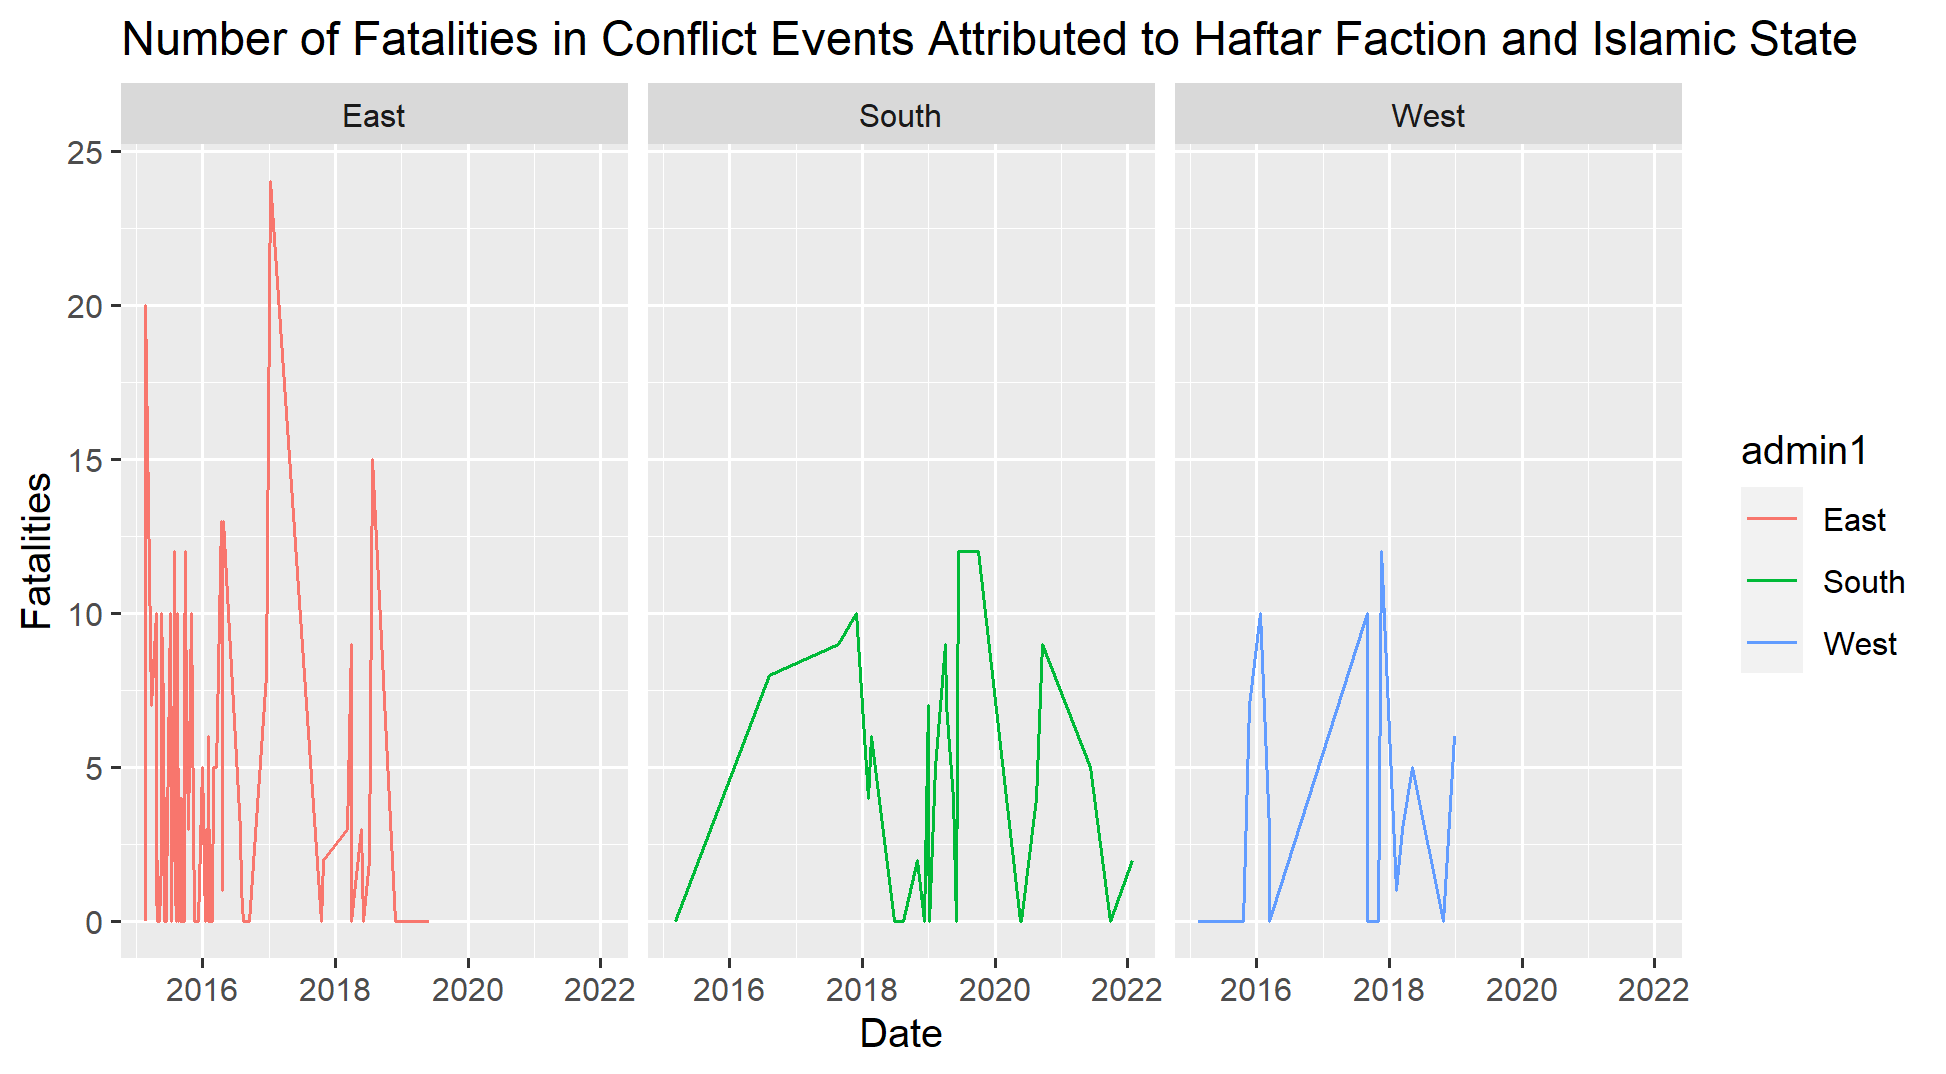 Number of Fatalities in Conflict Events Attributed to Haftar Faction and Islamic State
East South West
25
20
15
10
5
0
Fatalities
2016 2018 2020 2022 2016 2018 2020 2022 2016 2018 2020 2022
Date
admin1
East
South
West